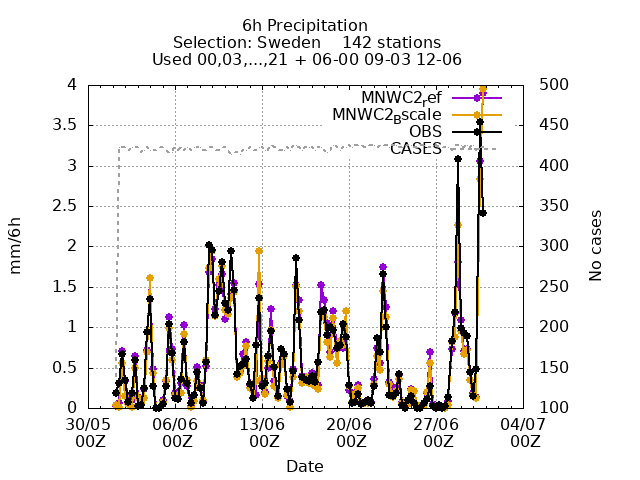 6h Precipitation
Selection: Sweden    142 stations
Used 00,03,...,21 + 06-00 09-03 12-06
4
3.5
3
2.5
2
1.5
1
0.5
0
mm/6h
MNWC2_ref
MNWC2_Bscale
OBS
CASES
500
450
400
350
300
250
200
150
100
No cases
30/05 06/06 13/06 20/06 27/06 04/07
00Z 00Z 00Z 00Z 00Z 00Z
Date